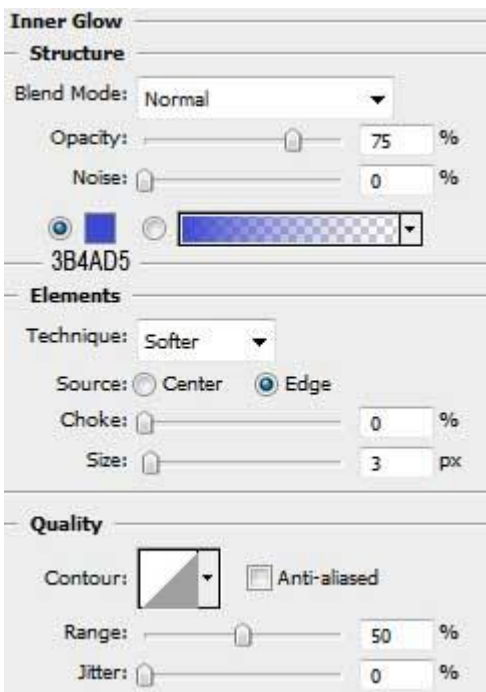 Inner Glow
Structure
Blend Mode: Normal
Opacity: 75 %
Noise: 0 %
3B4AD5
Elements
Technique: Softer
Source: Center Edge
Choke: 0 %
Size: 3 px
Quality
Contour: Anti-aliased
Range: 50 %
Jitter: 0 %